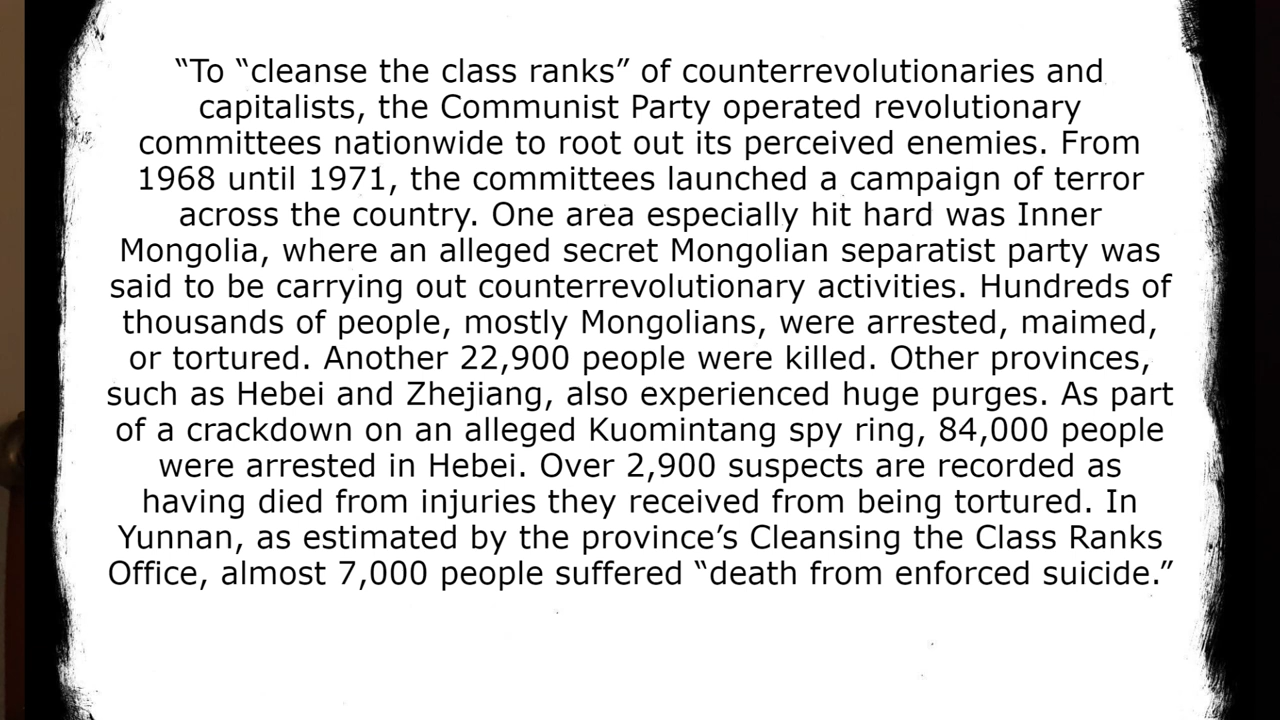 “To “cleanse the class ranks” of counterrevolutionaries and
capitalists, the Communist Party operated revolutionary
committees nationwide to root out its perceived enemies. From
1968 until 1971, the committees launched a campaign of terror
across the country. One area especially hit hard was Inner
Mongolia, where an alleged secret Mongolian separatist party was
said to be carrying out counterrevolutionary activities. Hundreds of
thousands of people, mostly Mongolians, were arrested, maimed,
or tortured. Another 22,900 people were killed. Other provinces,
such as Hebei and Zhejiang, also experienced huge purges. As part
of a crackdown on an alleged Kuomintang spy ring, 84,000 people
were arrested in Hebei. Over 2,900 suspects are recorded as
having died from injuries they received from being tortured. In
Yunnan, as estimated by the province’s Cleansing the Class Ranks
Office, almost 7,000 people suffered “death from enforced suicide.”